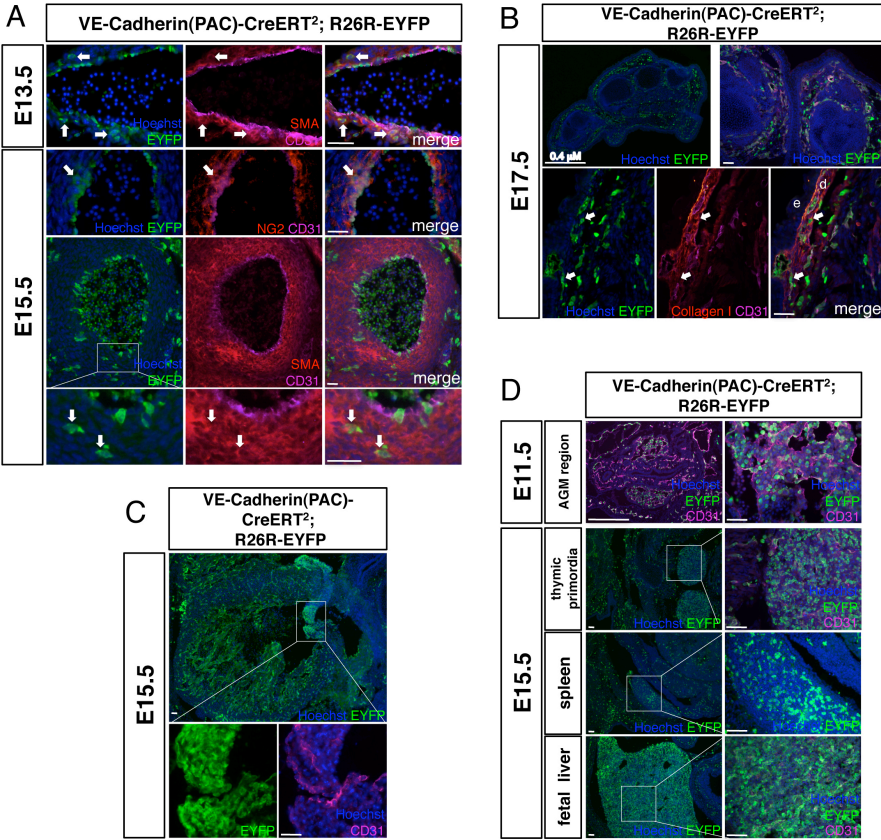 A
VE-Cadherin(PAC)-CreERT²; R26R-EYFP
E13.5
Hoechst
EYFP
SMA
CD31
merge
E15.5
Hoechst EYFP
NG2 CD31
merge
Hoechst
EYFP
SMA
CD31
merge
B
VE-Cadherin(PAC)-CreERT²;
R26R-EYFP
E17.5
0.4 µM
Hoechst EYFP
c
Hoechst EYFP
d
e
Hoechst EYFP
Collagen I CD31
merge
C
VE-Cadherin(PAC)-
CreERT²;
R26R-EYFP
E15.5
Hoechst EYFP
EYFP
Hoechst
CD31
D
VE-Cadherin(PAC)-CreERT²;
R26R-EYFP
E11.5
AGM region
Hoechst
EYFP
CD31
Hoechst
EYFP
CD31
E15.5
thymic
primordia
Hoechst EYFP
Hoechst
EYFP
CD31
spleen
Hoechst EYFP
Hoechst EYFP
fetal liver
Hoechst EYFP
Hoechst
EYFP
CD31